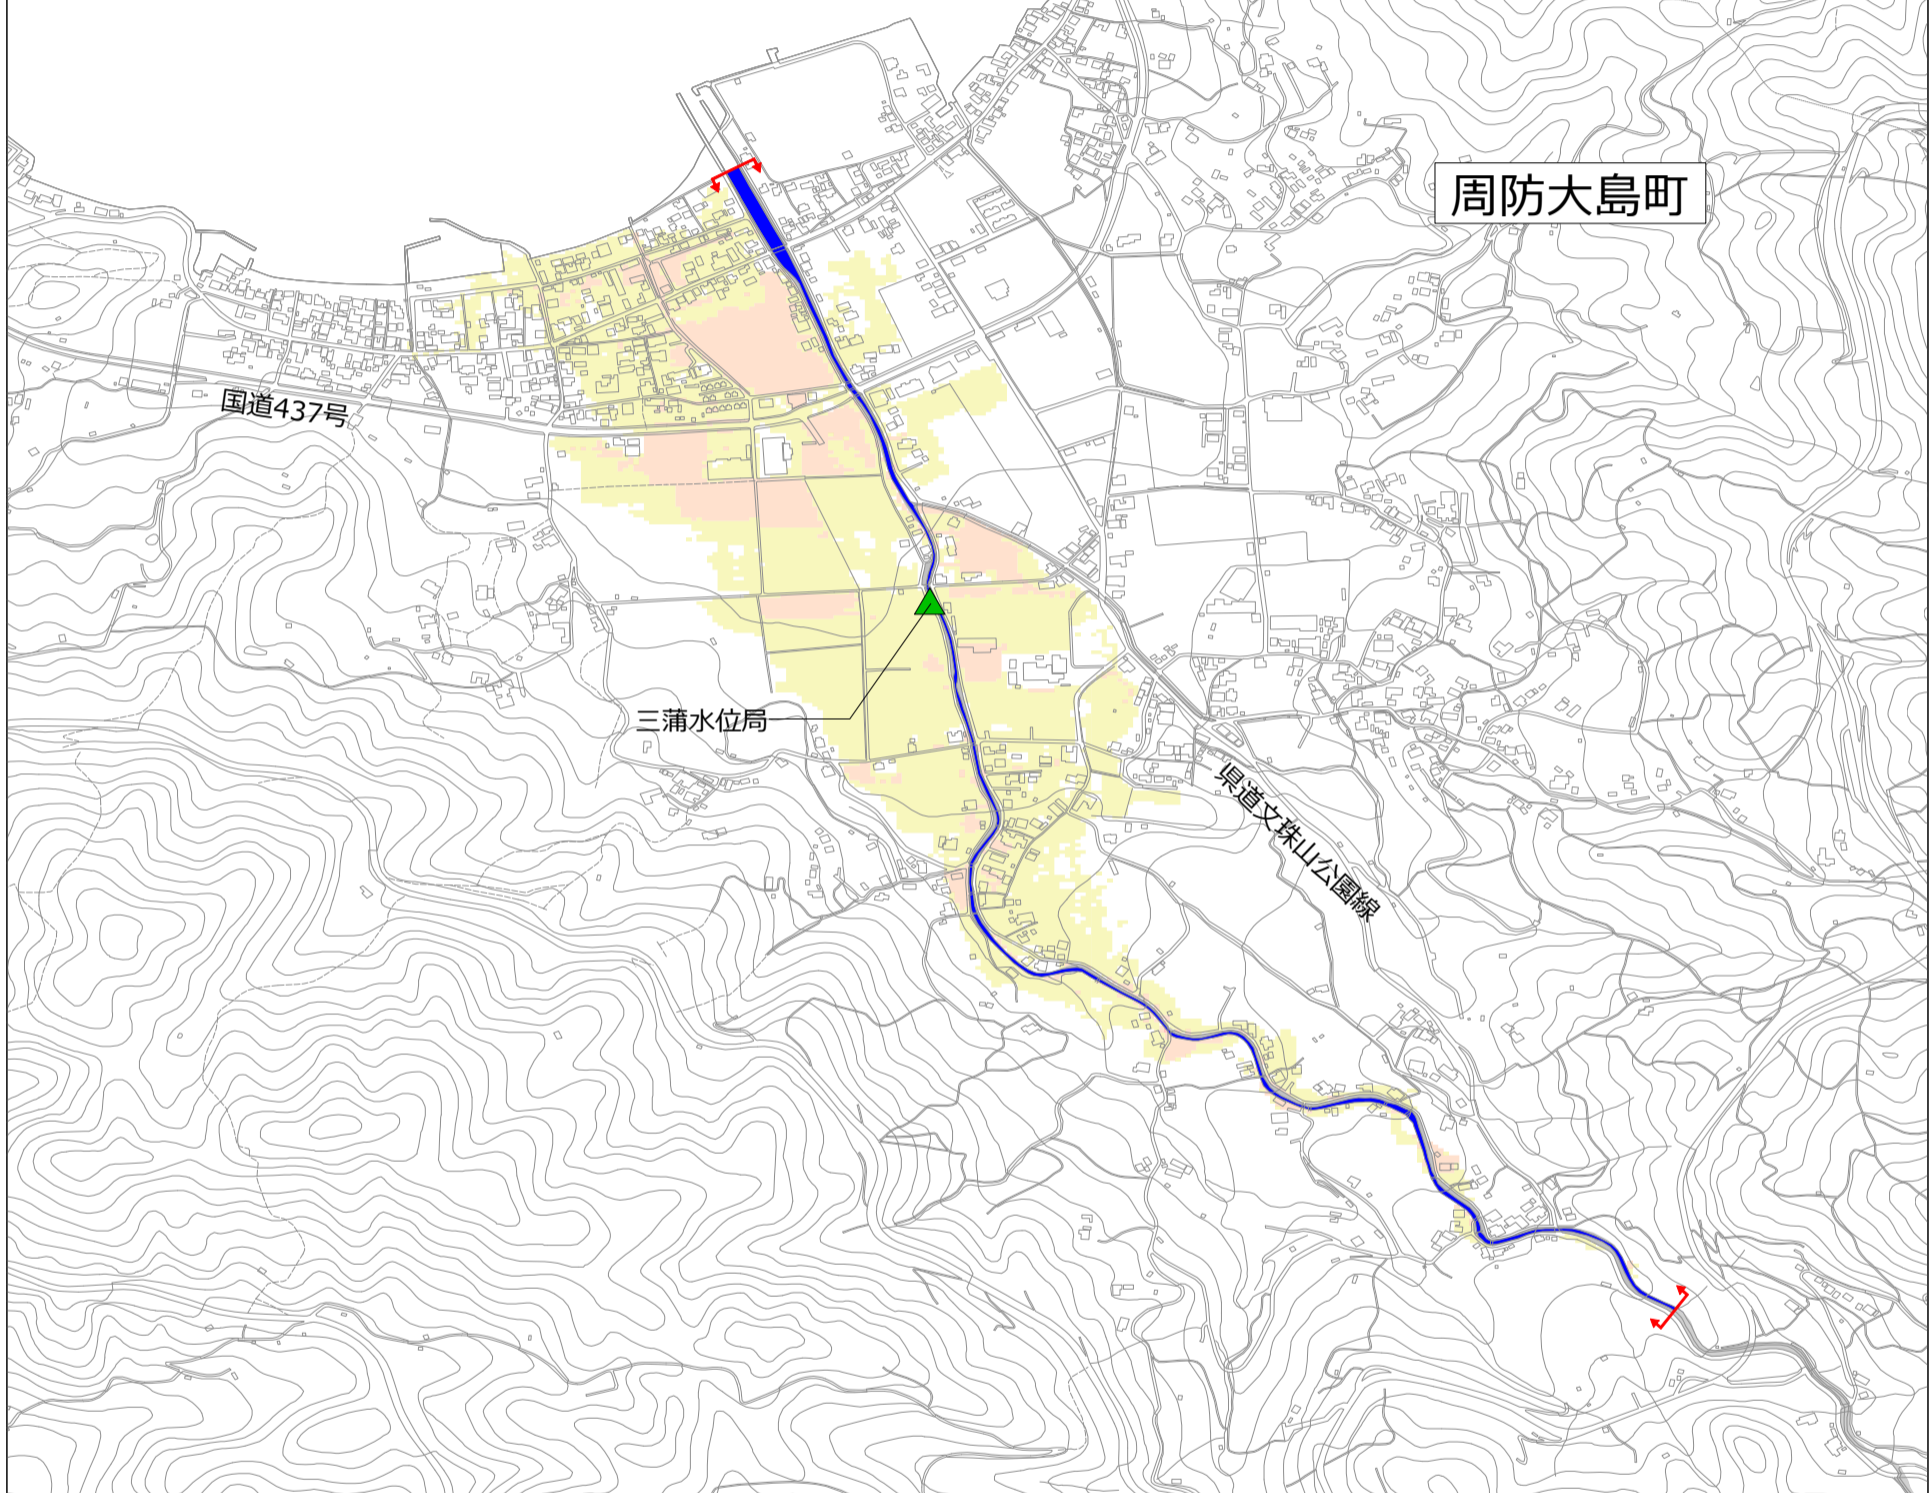 周防大島町
国道437号
三蒲水位局
県道文珠山公園線